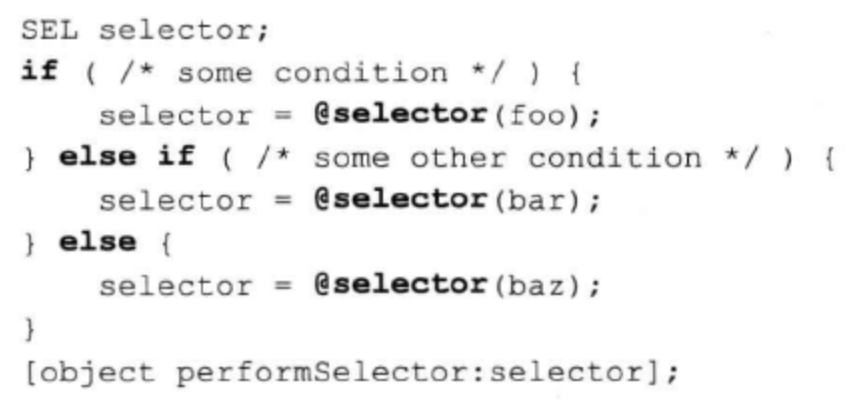 SEL selector;
if ( /* some condition */ ) {
    selector = @selector(foo);
} else if ( /* some other condition */ ) {
    selector = @selector(bar);
} else {
    selector = @selector(baz);
}
[object performSelector:selector];